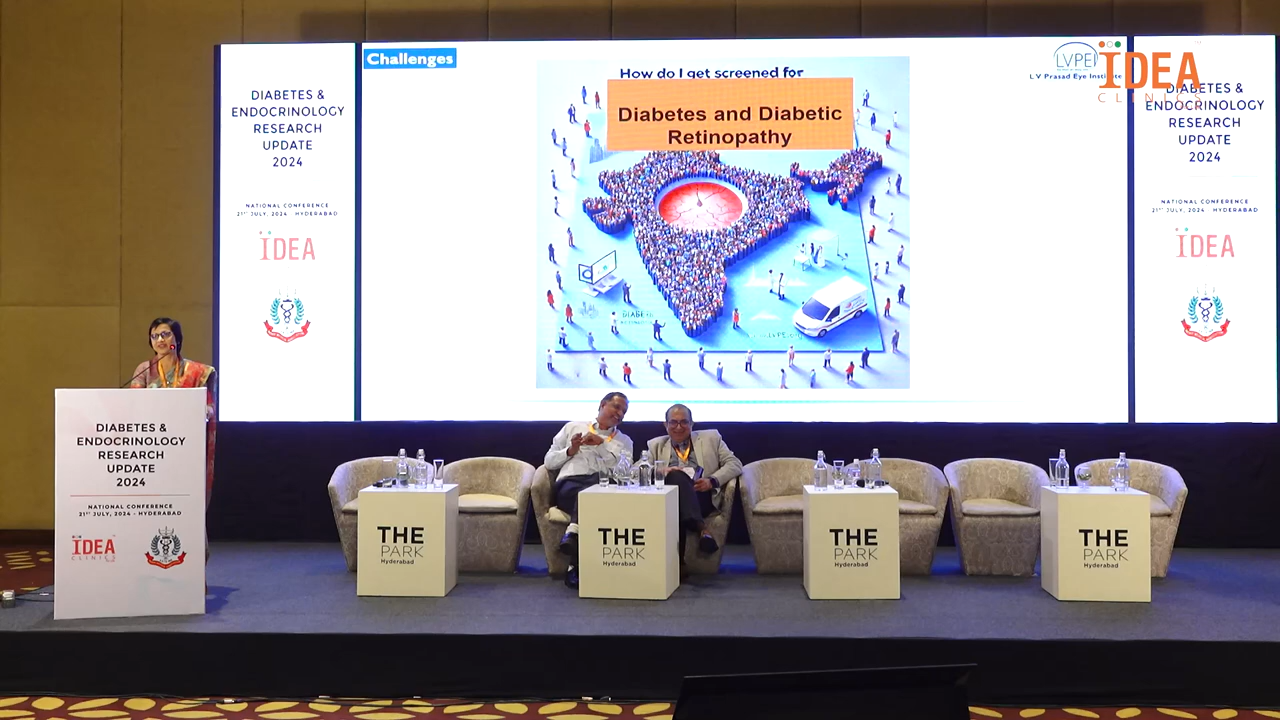 Challenges
How do I get screened for
Diabetes and Diabetic
Retinopathy
LVPEI
L V Prasad Eye Institute
IDEA
CLINICS
DIABETES &
ENDOCRINOLOGY
RESEARCH
UPDATE
2024
NATIONAL CONFERENCE
21ST JULY, 2024 - HYDERABAD
IDEA
DIABETES &
ENDOCRINOLOGY
RESEARCH
UPDATE
2024
NATIONAL CONFERENCE
21ST JULY, 2024 - HYDERABAD
IDEA
DIABETES &
ENDOCRINOLOGY
RESEARCH
UPDATE
2024
NATIONAL CONFERENCE
21ST JULY, 2024 - HYDERABAD
IDEA
CLINICS
THE
PARK
Hyderabad
THE
PARK
Hyderabad
THE
PARK
Hyderabad
THE
PARK
Hyderabad